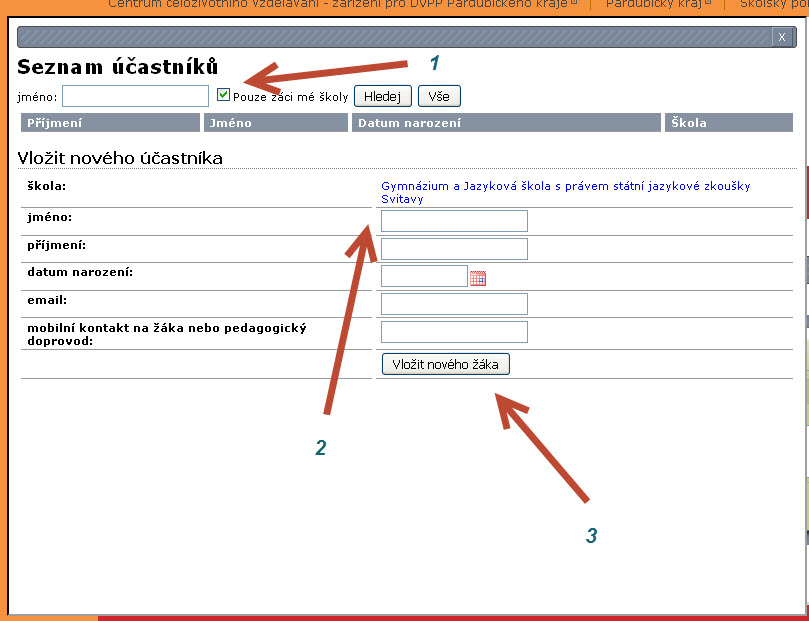 Centrum celoživotního vzdělávání - zařízení pro DVPP Pardubického kraje | Pardubický kraj | Školský
X
Seznam účastníků
1
jméno: Pouze žáci mé školy Hledej Vše
Příjmení Jméno Datum narození Škola
Vložit nového účastníka
škola: Gymnázium a Jazyková škola s právem státní jazykové zkoušky
Svitavy
jméno:
příjmení:
datum narození:
email:
mobilní kontakt na žáka nebo pedagogický
doprovod:
Vložit nového žáka
2
3